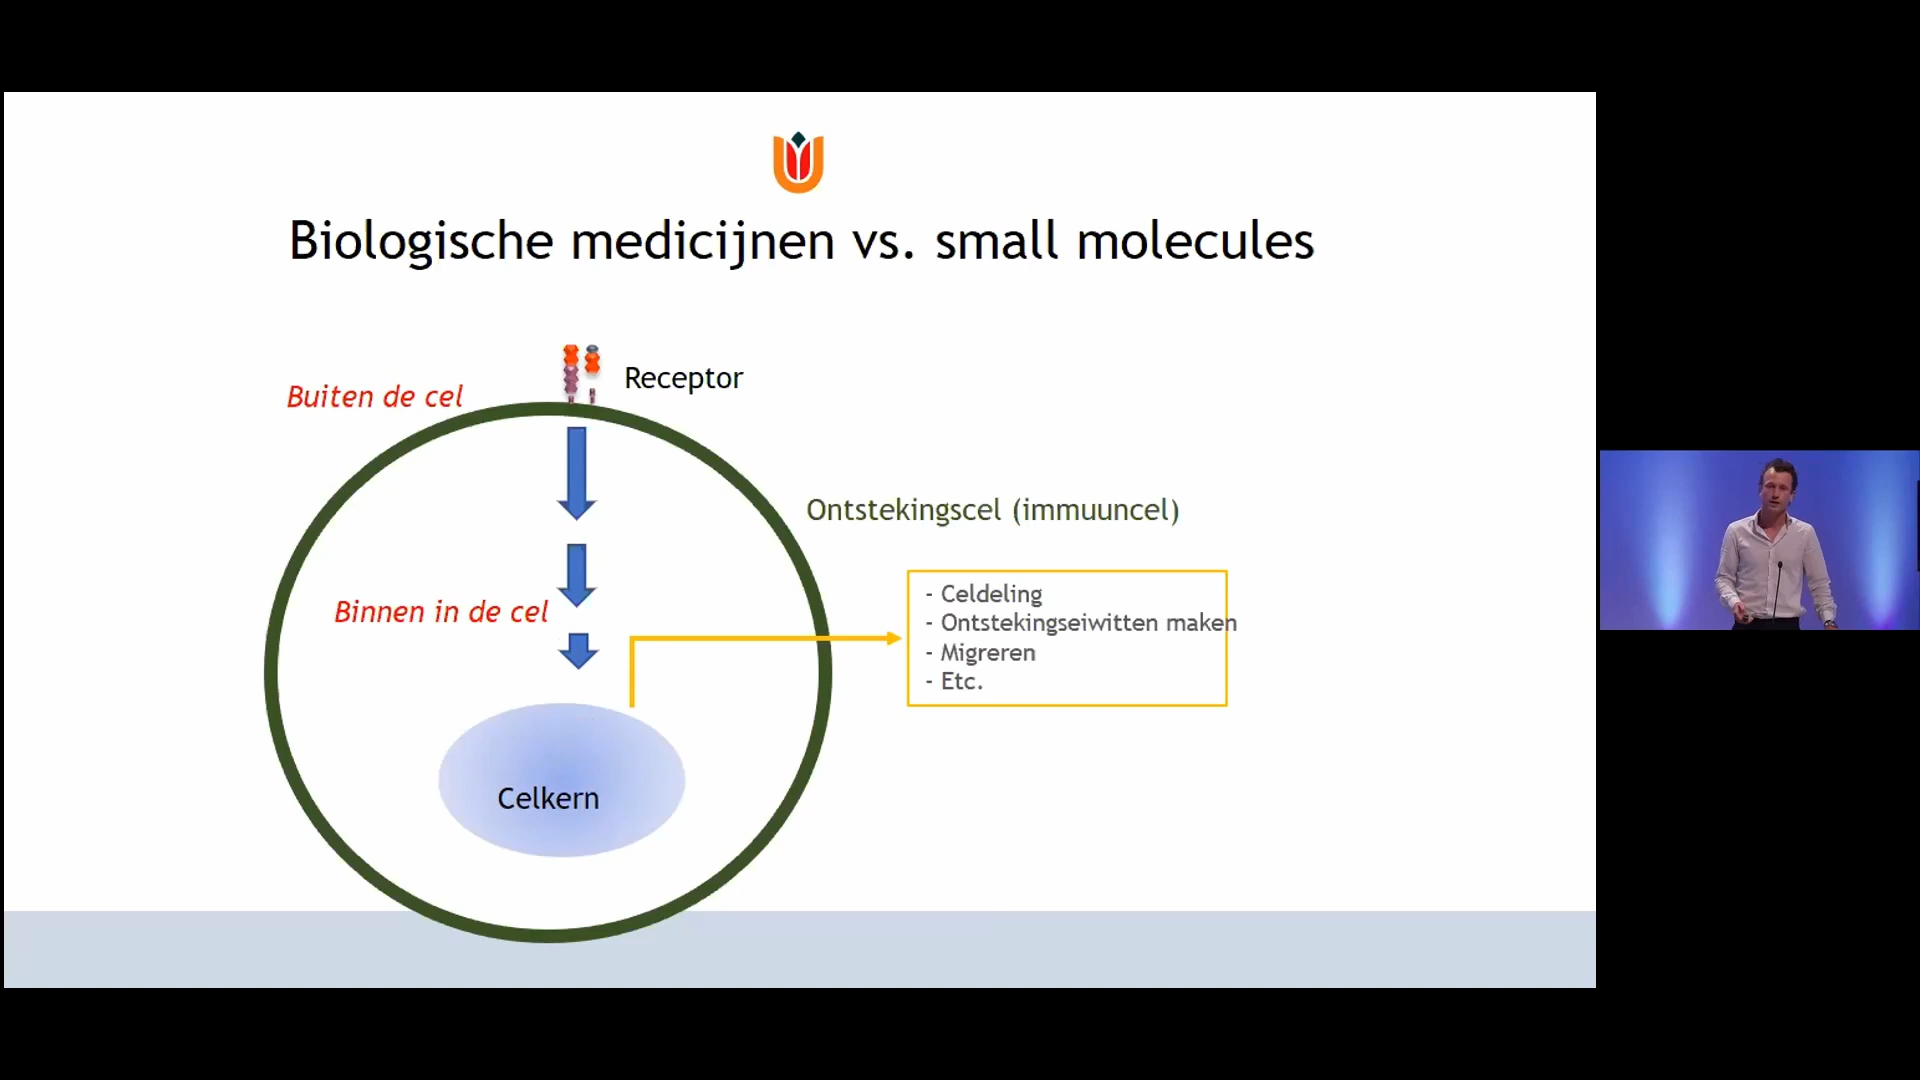 Biologische medicijnen vs. small molecules
Receptor
Buiten de cel
Ontstekingscel (immuuncel)
Binnen in de cel
- Celdeling
- Ontstekingseiwitten maken
- Migreren
- Etc.
Celkern